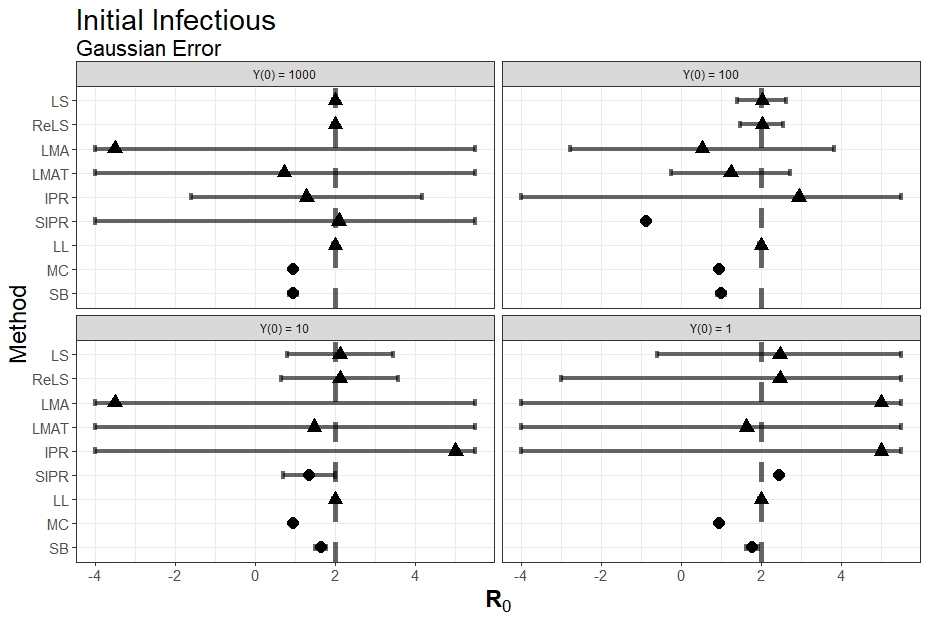 Initial Infectious
Gaussian Error
Y(0) = 1000
Y(0) = 100
LS
ReLS
LMA
LMAT
IPR
SIPR
LL
MC
SB
Y(0) = 10
Y(0) = 1
LS
ReLS
LMA
LMAT
IPR
SIPR
LL
MC
SB
-4 -2 0 2 4
-4 -2 0 2 4
Method
R0